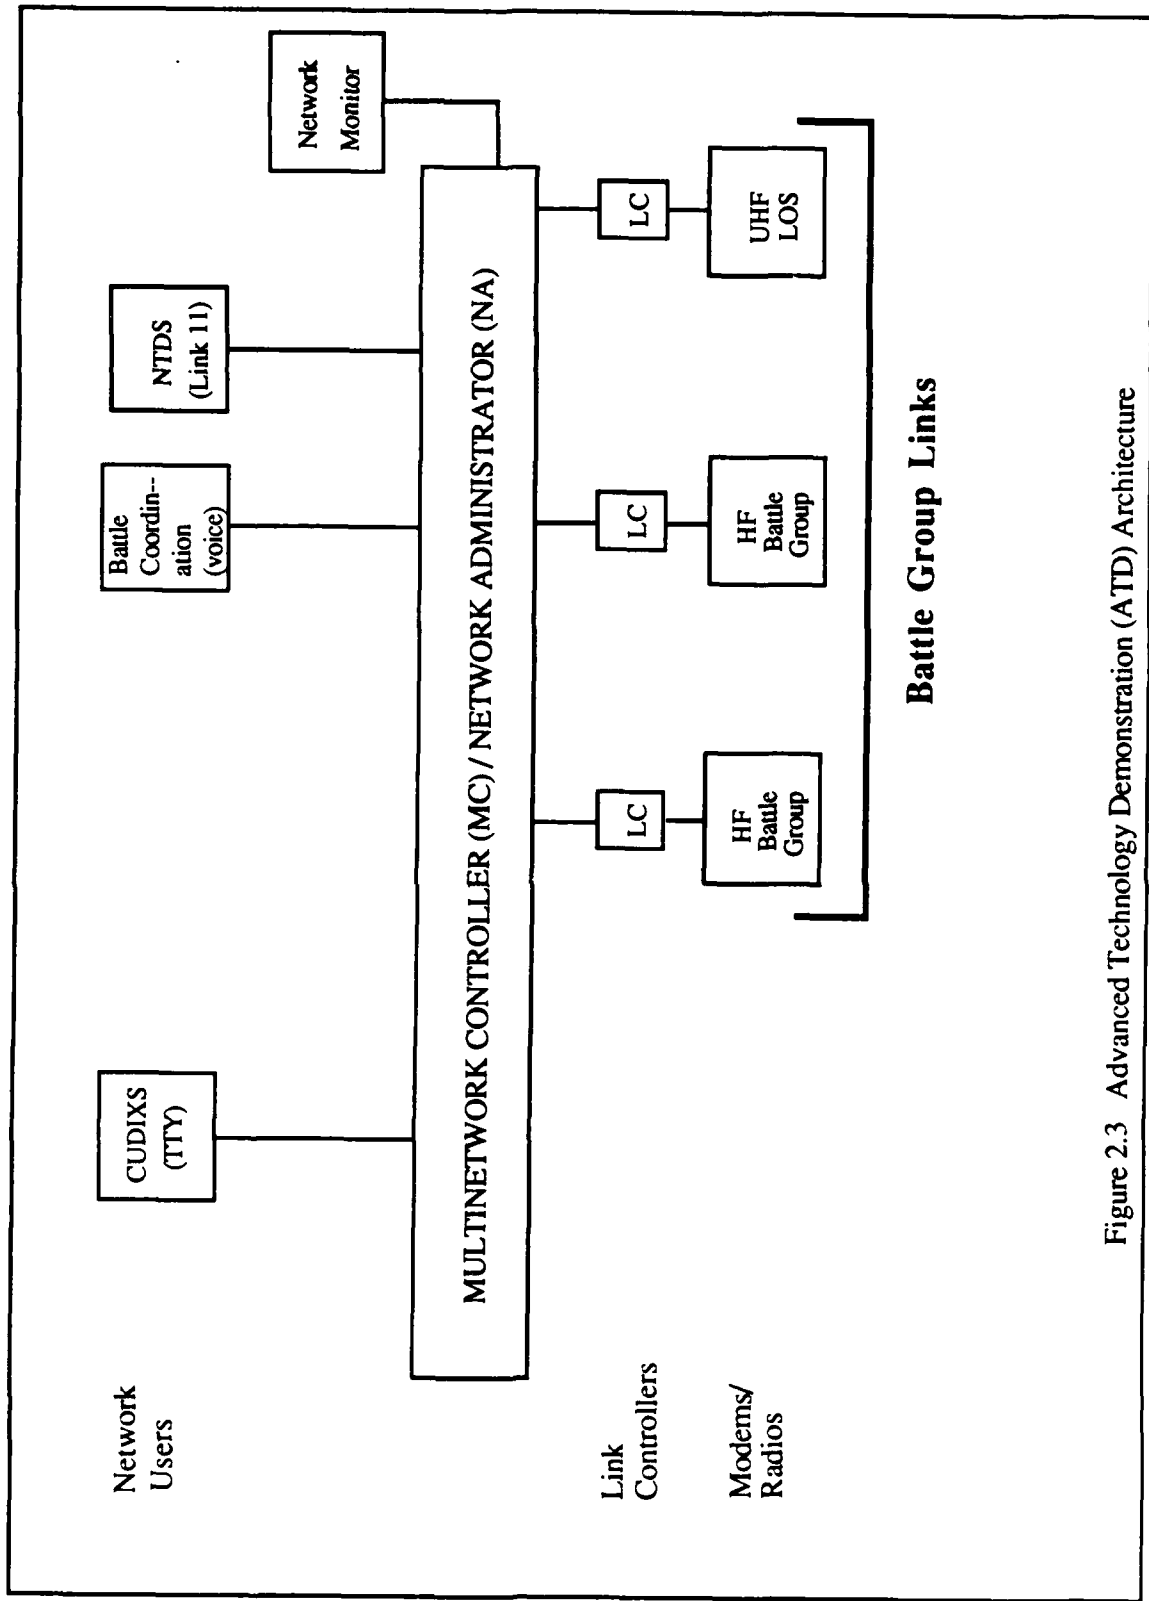 Network
Users
CUDIXS
(TTY)
Battle
Coordin--
ation
(voice)
NTDS
(Link 11)
Network
Monitor
MULTINETWORK CONTROLLER (MC) / NETWORK ADMINISTRATOR (NA)
Link
Controllers
LC
LC
LC
Modems/
Radios
HF
Battle
Group
HF
Battle
Group
UHF
LOS
Battle Group Links
Figure 2.3 Advanced Technology Demonstration (ATD) Architecture